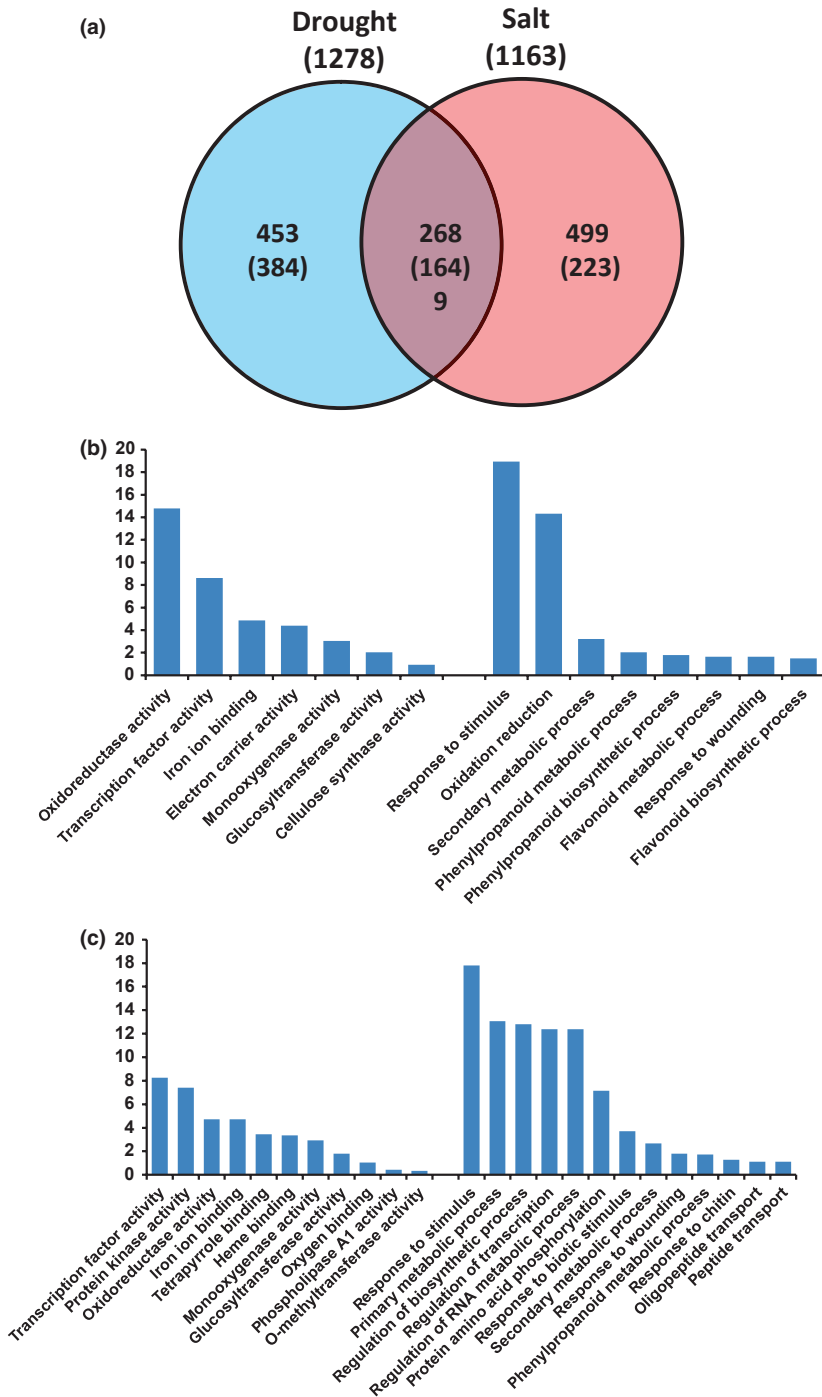 (a)
Drought
(1278)
Salt
(1163)
453
(384)
268
(164)
9
499
(223)
(b)
20
18
16
14
12
10
8
6
4
2
0
Oxidoreductase activity
Transcription factor activity
Iron ion binding
Electron carrier activity
Monooxygenase activity
Glucosyltransferase activity
Cellulose synthase activity
Response to stimulus
Oxidation reduction
Secondary metabolic process
Phenylpropanoid metabolic process
Phenylpropanoid biosynthetic process
Flavonoid metabolic process
Response to wounding
Flavonoid biosynthetic process
(c)
20
18
16
14
12
10
8
6
4
2
0
Transcription factor activity
Protein kinase activity
Oxidoreductase activity
Iron ion binding
Tetrapyrrole binding
Heme binding
Monooxygenase activity
Glucosyltransferase activity
Oxygen binding
Phospholipase A1 activity
O-methyltransferase activity
Response to stimulus
Primary metabolic process
Regulation of biosynthetic process
Regulation of transcription
Regulation of RNA metabolic process
Protein amino acid phosphorylation
Response to biotic stimulus
Secondary metabolic process
Response to wounding
Phenylpropanoid metabolic process
Response to chitin
Oligopeptide transport
Peptide transport